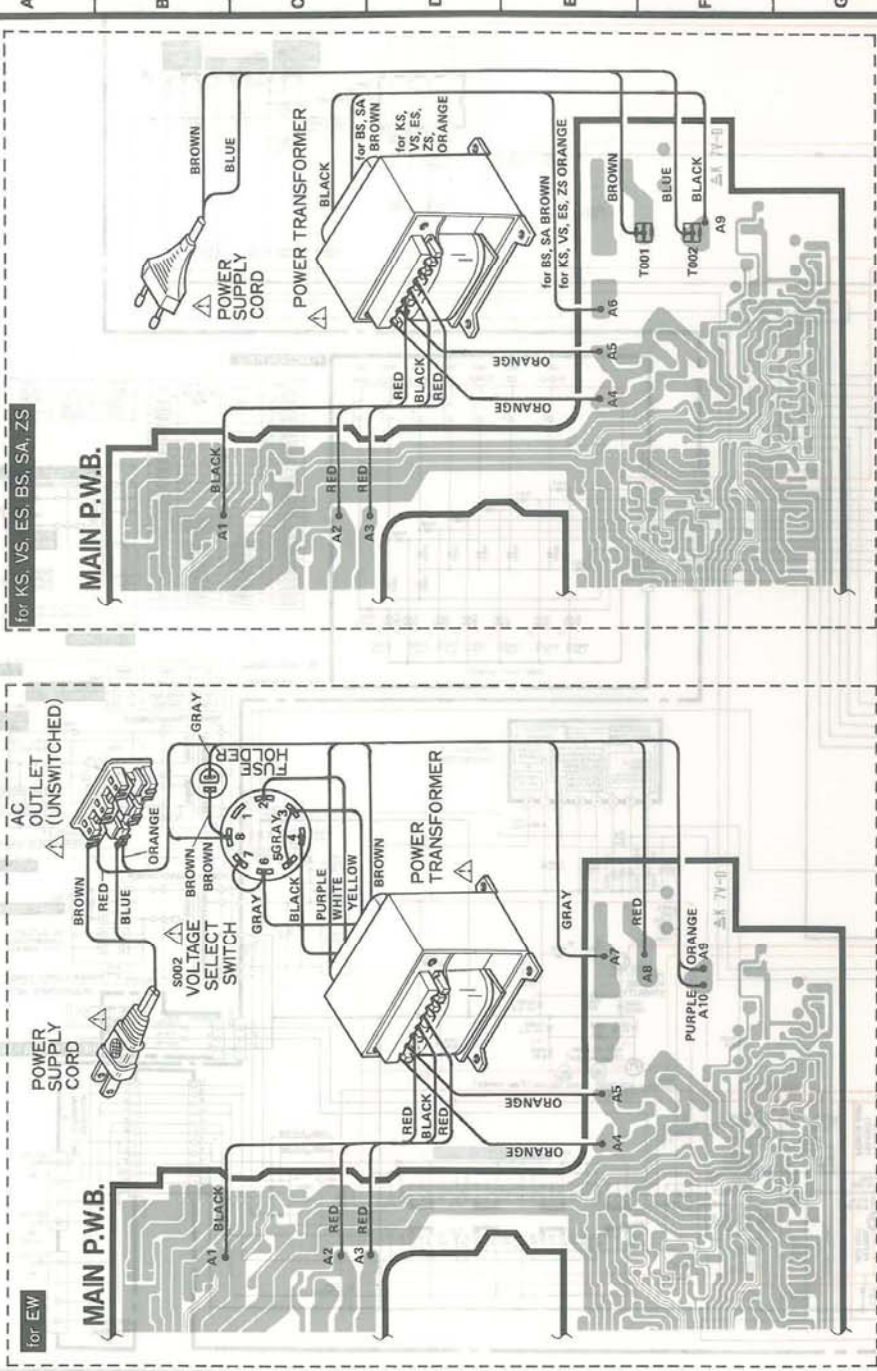 A
B
C
D
E
F
G
for EW
MAIN P.W.B.
POWER
SUPPLY
CORD
AC
OUTLET
(UNSWITCHED)
BROWN
RED
BLUE
ORANGE
S002
VOLTAGE
SELECT
SWITCH
BROWN
BROWN
GRAY
FUSE
HOLDER
1
2
3
4
5
6
7
8
GRAY
GRAY
BLACK
PURPLE
WHITE
YELLOW
BROWN
POWER
TRANSFORMER
A1
BLACK
A2
RED
A3
RED
RED
BLACK
RED
ORANGE
ORANGE
A4
A5
GRAY
A7
RED
A8
PURPLE
A10
ORANGE
A9
K 7V-0
for KS, VS, ES, BS, SA, ZS
MAIN P.W.B.
POWER
SUPPLY
CORD
BROWN
BLUE
POWER TRANSFORMER
BLACK
for BS, SA
BROWN
for KS,
VS, ES,
ZS,
ORANGE
A1
BLACK
A2
RED
A3
RED
RED
BLACK
RED
ORANGE
ORANGE
A4
A5
for BS, SA BROWN
for KS, VS, ES, ZS ORANGE
A6
BROWN
T001
BLUE
T002
BLACK
A9
K 7V-0